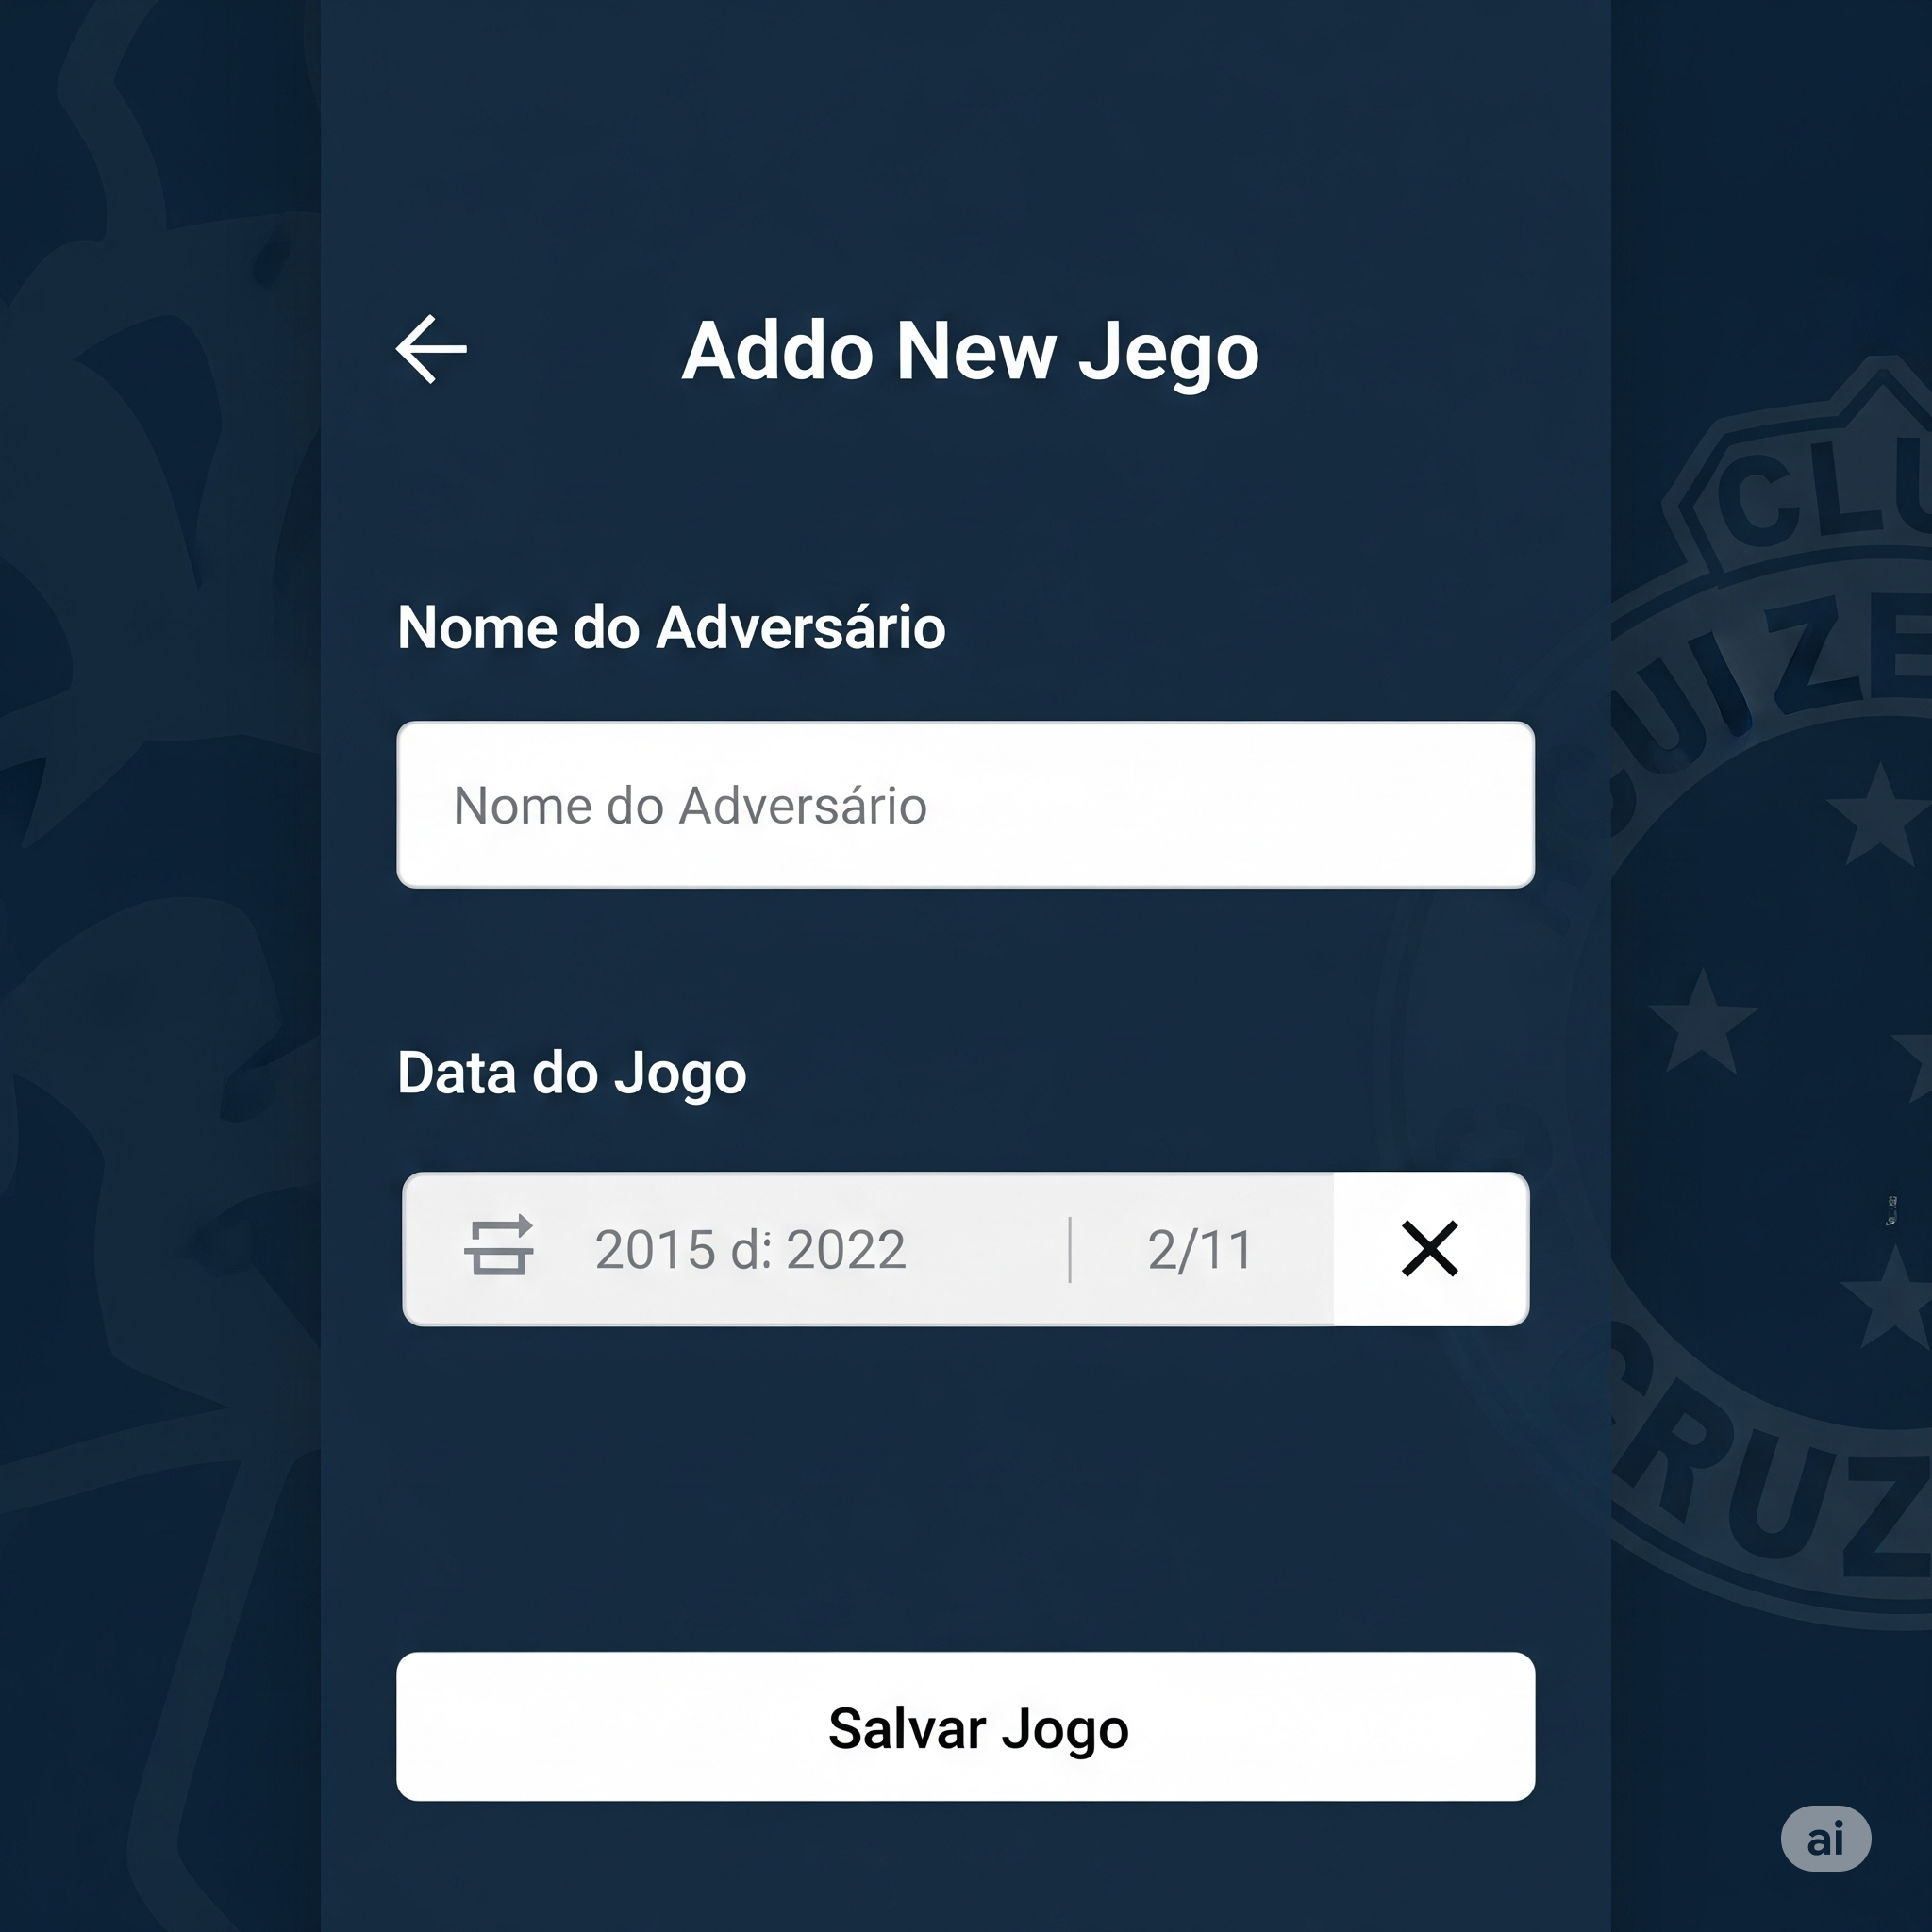 Addo New Jego
Nome do Adversário
Nome do Adversário
Data do Jogo
2015 d: 2022 | 2/11
Salvar Jogo
CLU
UIZE
CRUZ
ai